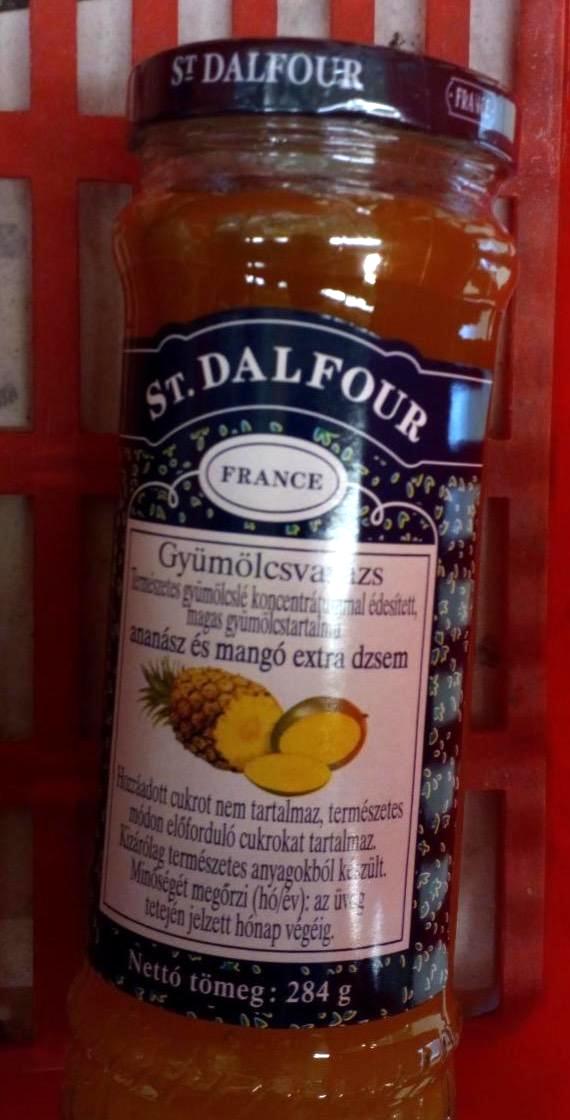 ST DALFOUR
FRANCE
ST. DALFOUR
FRANCE
Gyümölcsvarázs
Természetes gyümölcslé koncentrátummal édesített,
magas gyümölcstartalmú
ananász és mangó extra dzsem
Hozzáadott cukrot nem tartalmaz, természetes
módon előforduló cukrokat tartalmaz.
Kizárólag természetes anyagokból készült.
Minőségét megőrzi (hó/év): az üveg
tetején jelzett hónap végéig.
Nettó tömeg: 284 g